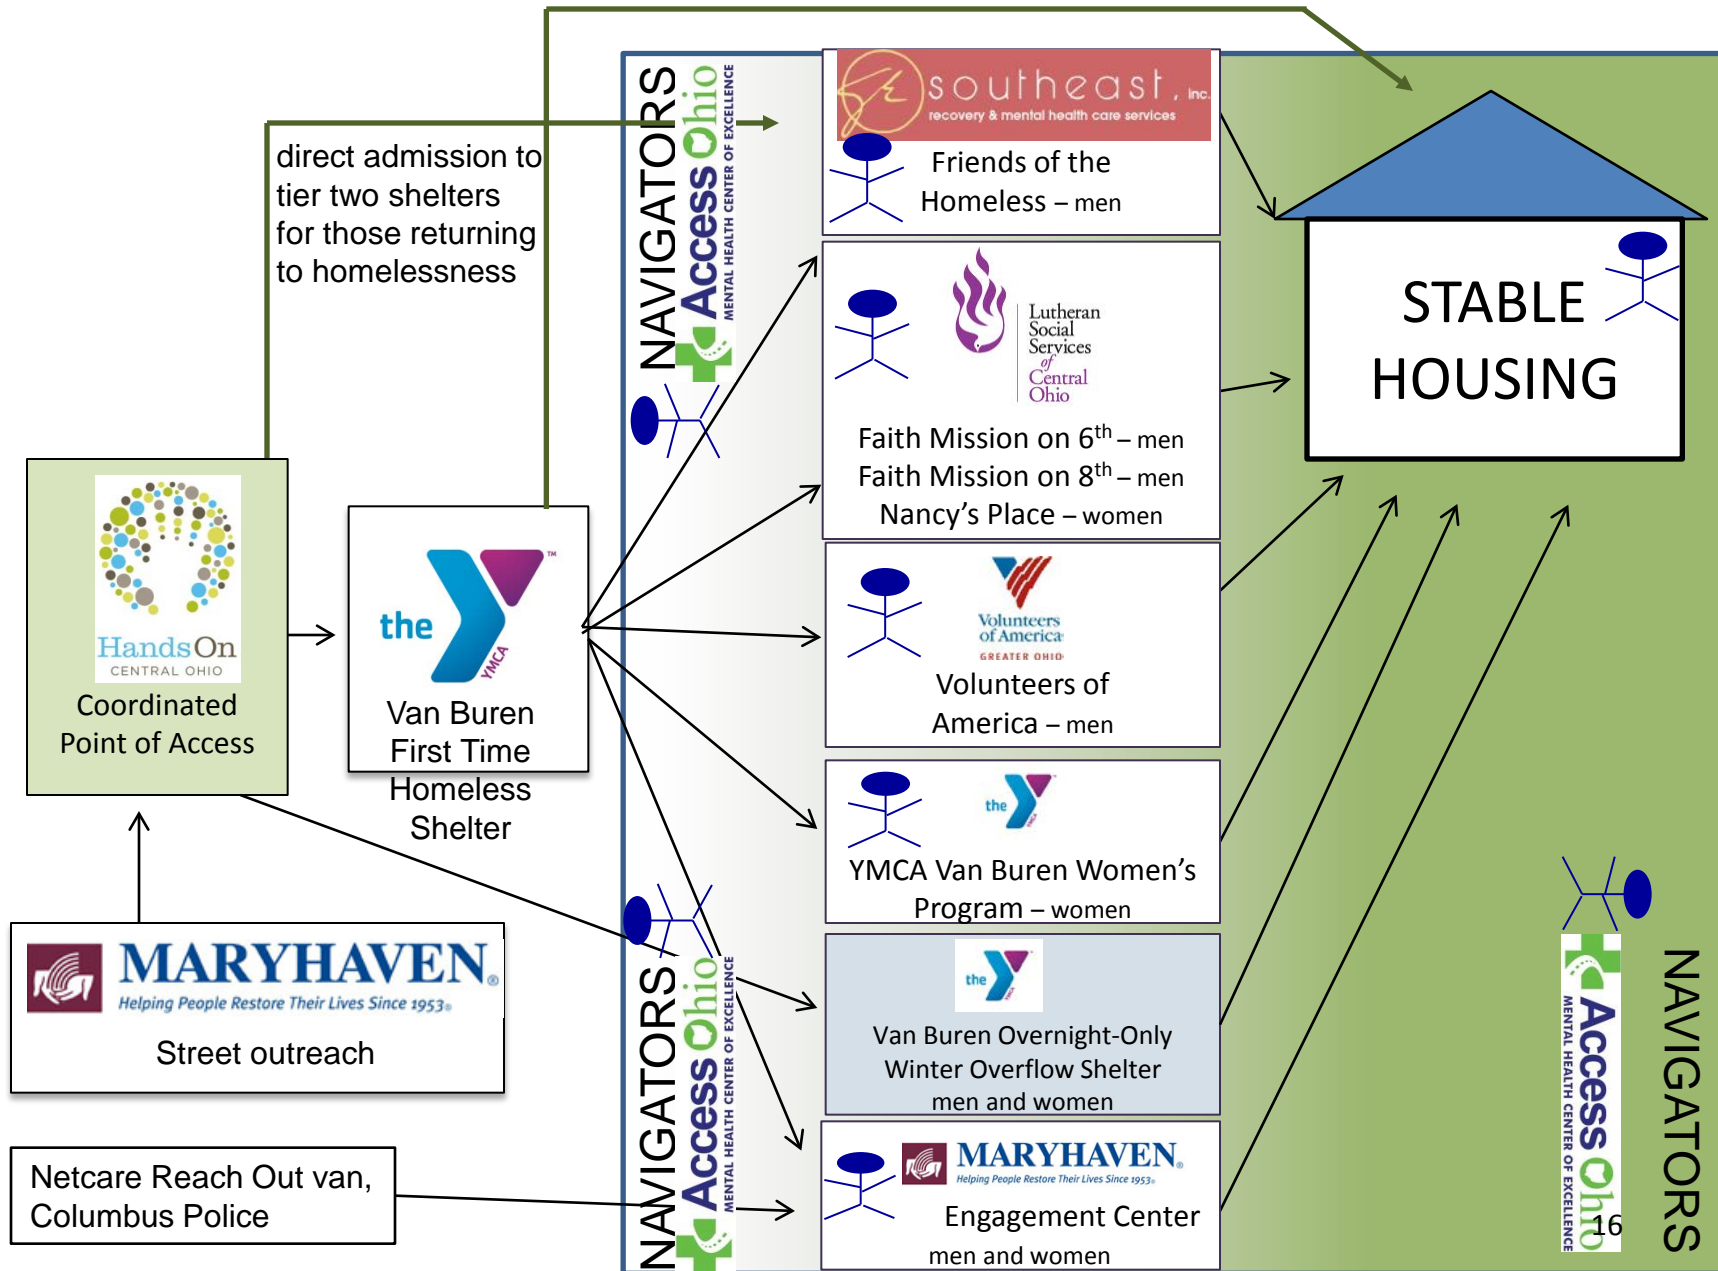 direct admission to
tier two shelters
for those returning
to homelessness
HandsOn
CENTRAL OHIO
Coordinated
Point of Access
the
YMCA
™
Van Buren
First Time
Homeless
Shelter
MARYHAVEN®
Helping People Restore Their Lives Since 1953®
Street outreach
Netcare Reach Out van,
Columbus Police
NAVIGATORS
Access Ohio
MENTAL HEALTH CENTER OF EXCELLENCE
NAVIGATORS
Access Ohio
MENTAL HEALTH CENTER OF EXCELLENCE
southeast, inc.
recovery & mental health care services
Friends of the
Homeless – men
Lutheran
Social
Services
of
Central
Ohio
Faith Mission on 6th – men
Faith Mission on 8th – men
Nancy’s Place – women
Volunteers
of America
GREATER OHIO
Volunteers of
America – men
the
YMCA
YMCA Van Buren Women’s
Program – women
the
YMCA
Van Buren Overnight-Only
Winter Overflow Shelter
men and women
MARYHAVEN®
Helping People Restore Their Lives Since 1953®
Engagement Center
men and women
STABLE
HOUSING
NAVIGATORS
Access Ohio
MENTAL HEALTH CENTER OF EXCELLENCE
16